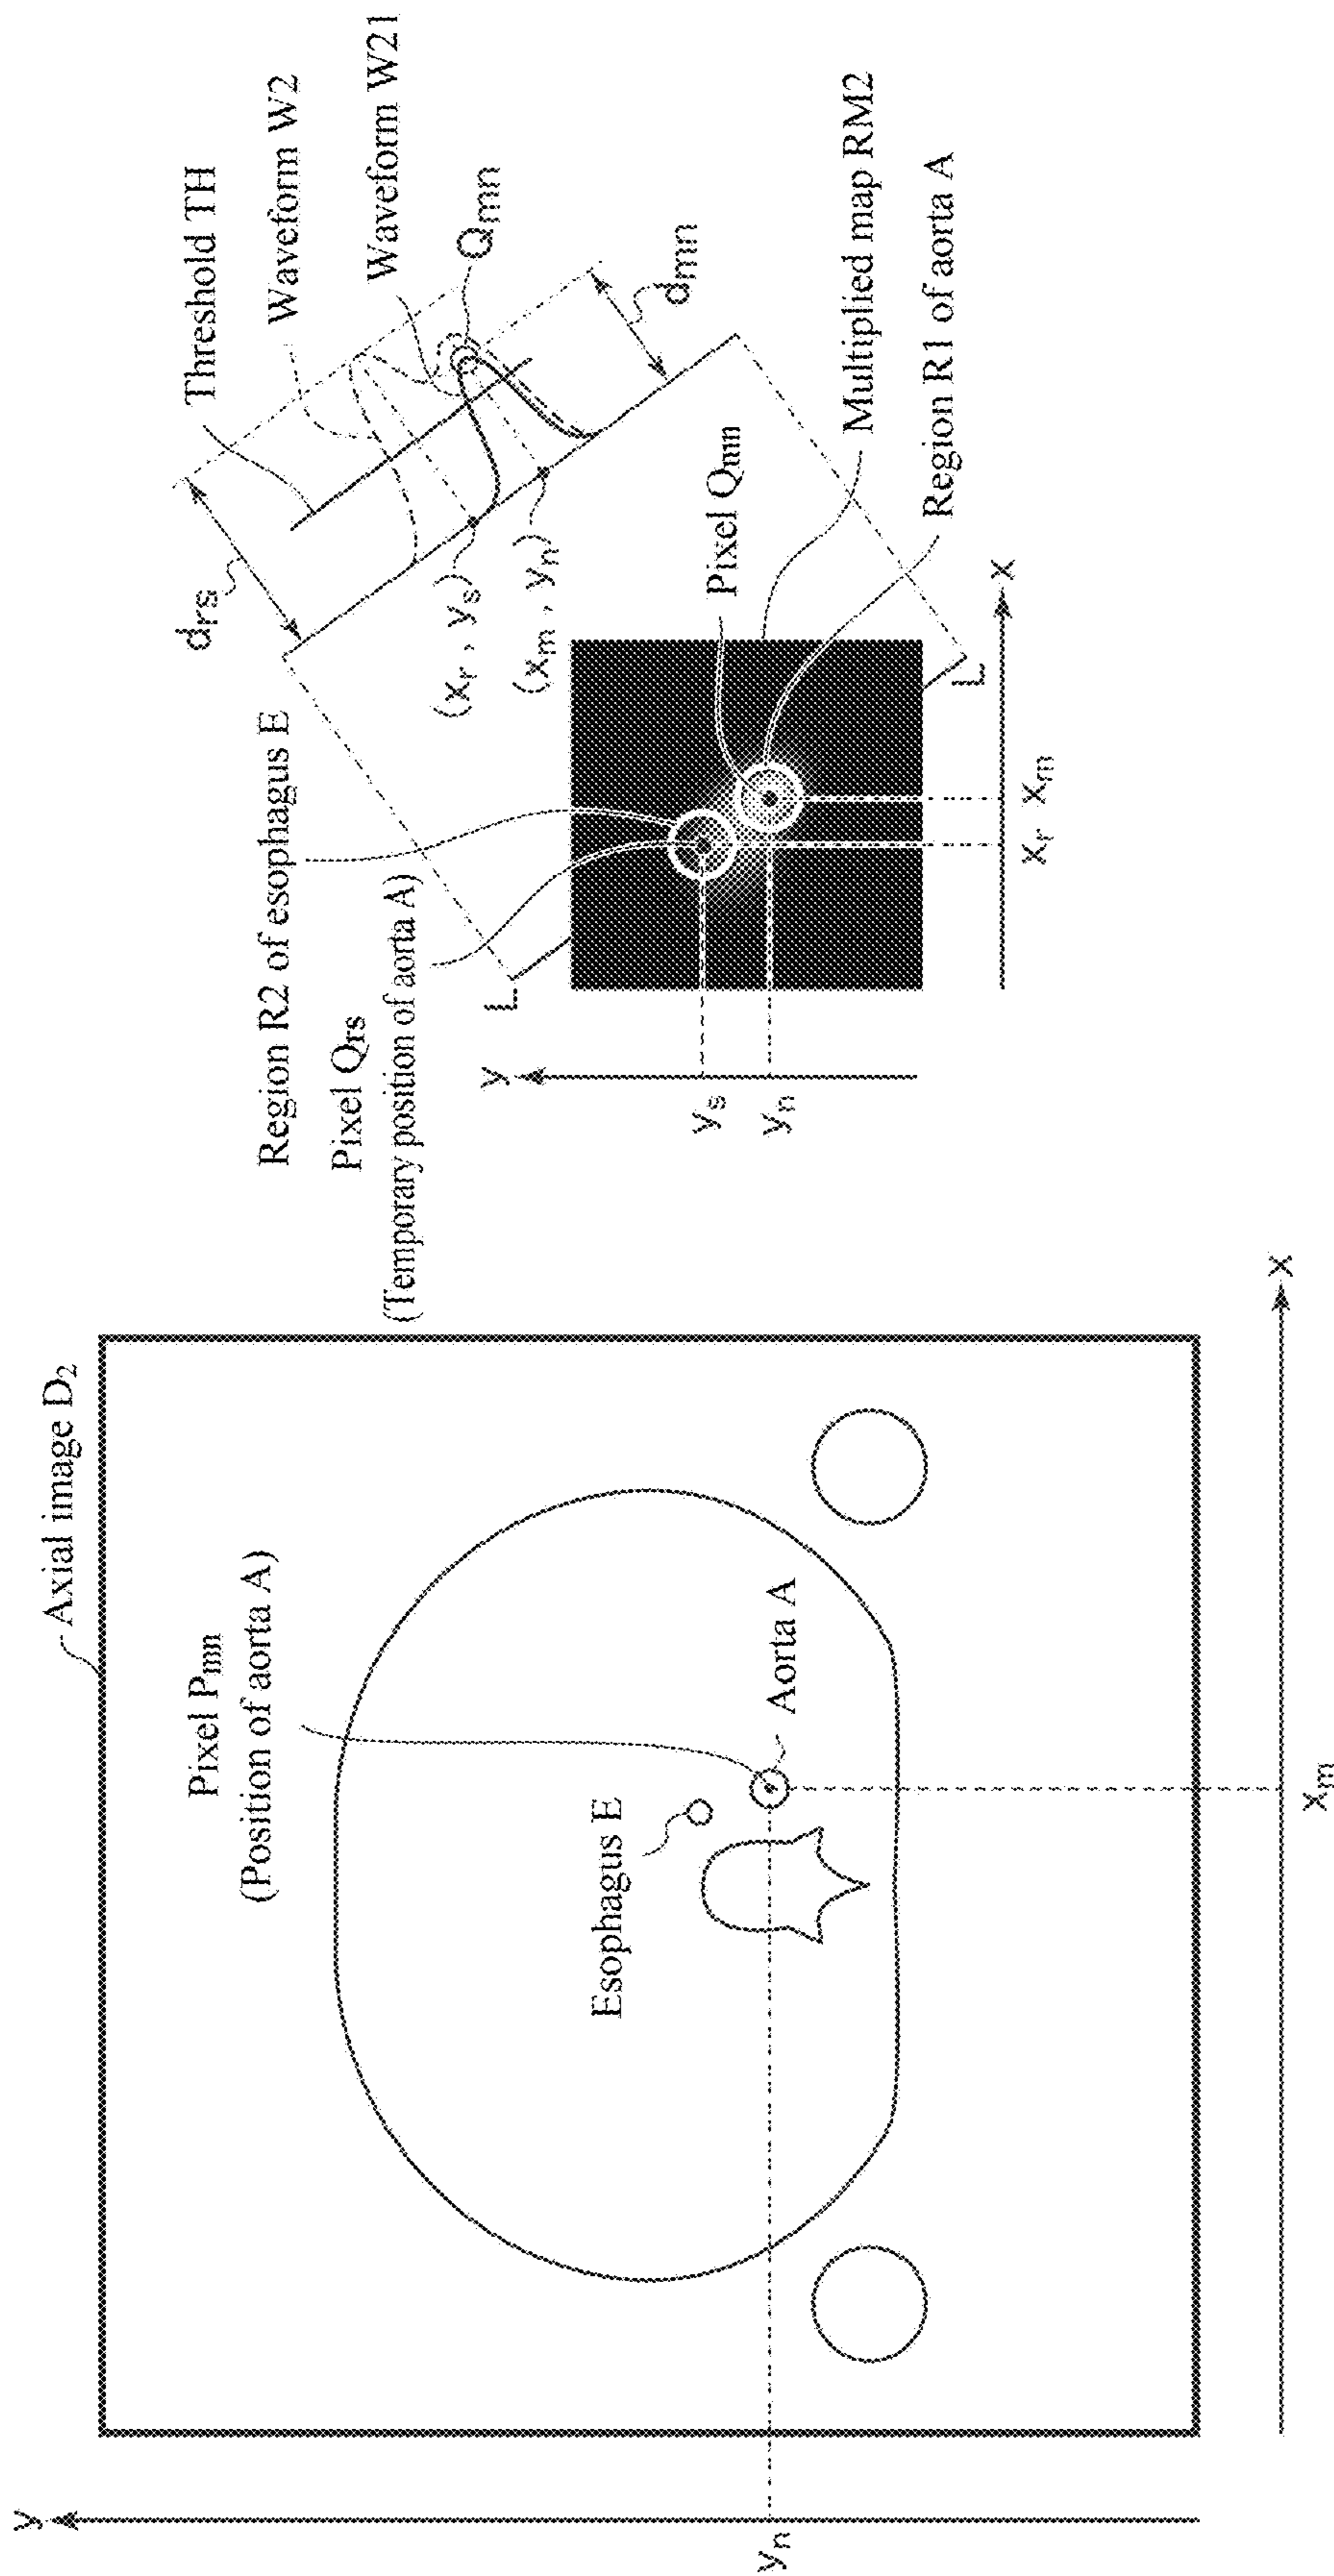 Axial image D₂
Pixel Pmn
(Position of aorta A)
Esophagus E
Aorta A
y
yn
xm
x
Region R2 of esophagus E
Pixel Qrs
(Temporary position of aorta A)
drs
Threshold TH
Waveform W2
Waveform W21
Qmn
dmn
(xr , ys)
(xm , yn)
L
Pixel Qmn
Multiplied map RM2
Region R1 of aorta A
L
y
ys
yn
xr xm
x